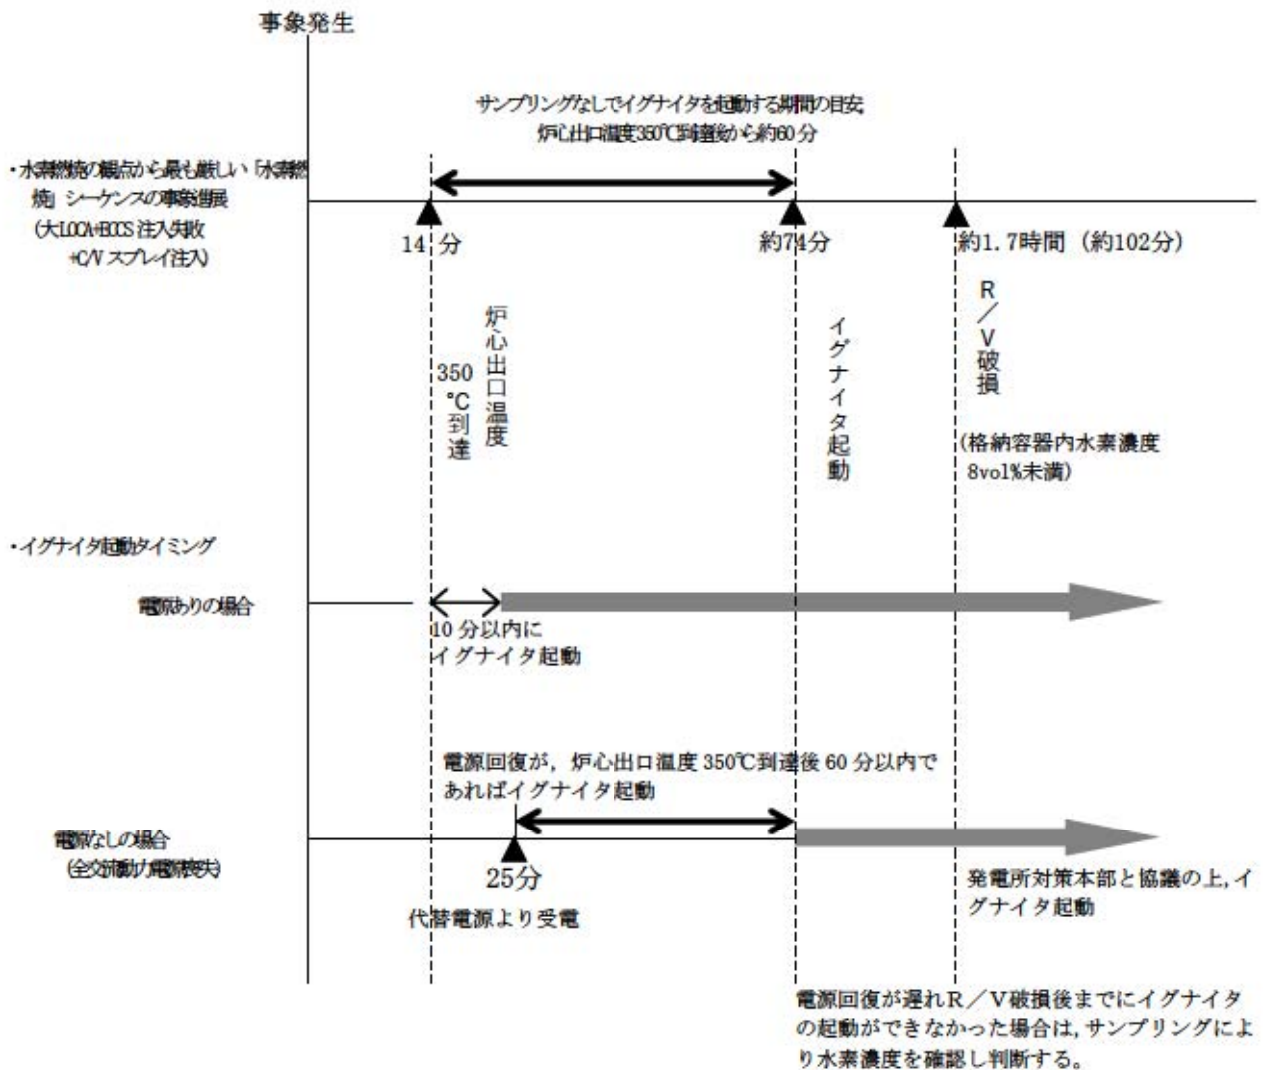 事象発生
サンプリングなしでイグナイタを起動する期間の目安
炉心出口温度350℃到達後から約60分
・水素燃焼の観点から最も厳しい「水素燃
焼」シーケンスの事象進展
(大LOCA+ECCS 注入失敗
+C/V スプレイ注入)
14 分
約74分
約1.7時間 (約102分)
炉心出口温度
350℃到達
イグナイタ起動
R/V破損
(格納容器内水素濃度
8vol%未満)
・イグナイタ起動タイミング
電源ありの場合
10 分以内に
イグナイタ起動
電源回復が, 炉心出口温度 350℃到達後 60 分以内で
あればイグナイタ起動
電源なしの場合
(全交流動力電源喪失)
25分
代替電源より受電
発電所対策本部と協議の上, イ
グナイタ起動
電源回復が遅れR/V破損後までにイグナイタ
の起動ができなかった場合は, サンプリングによ
り水素濃度を確認し判断する。